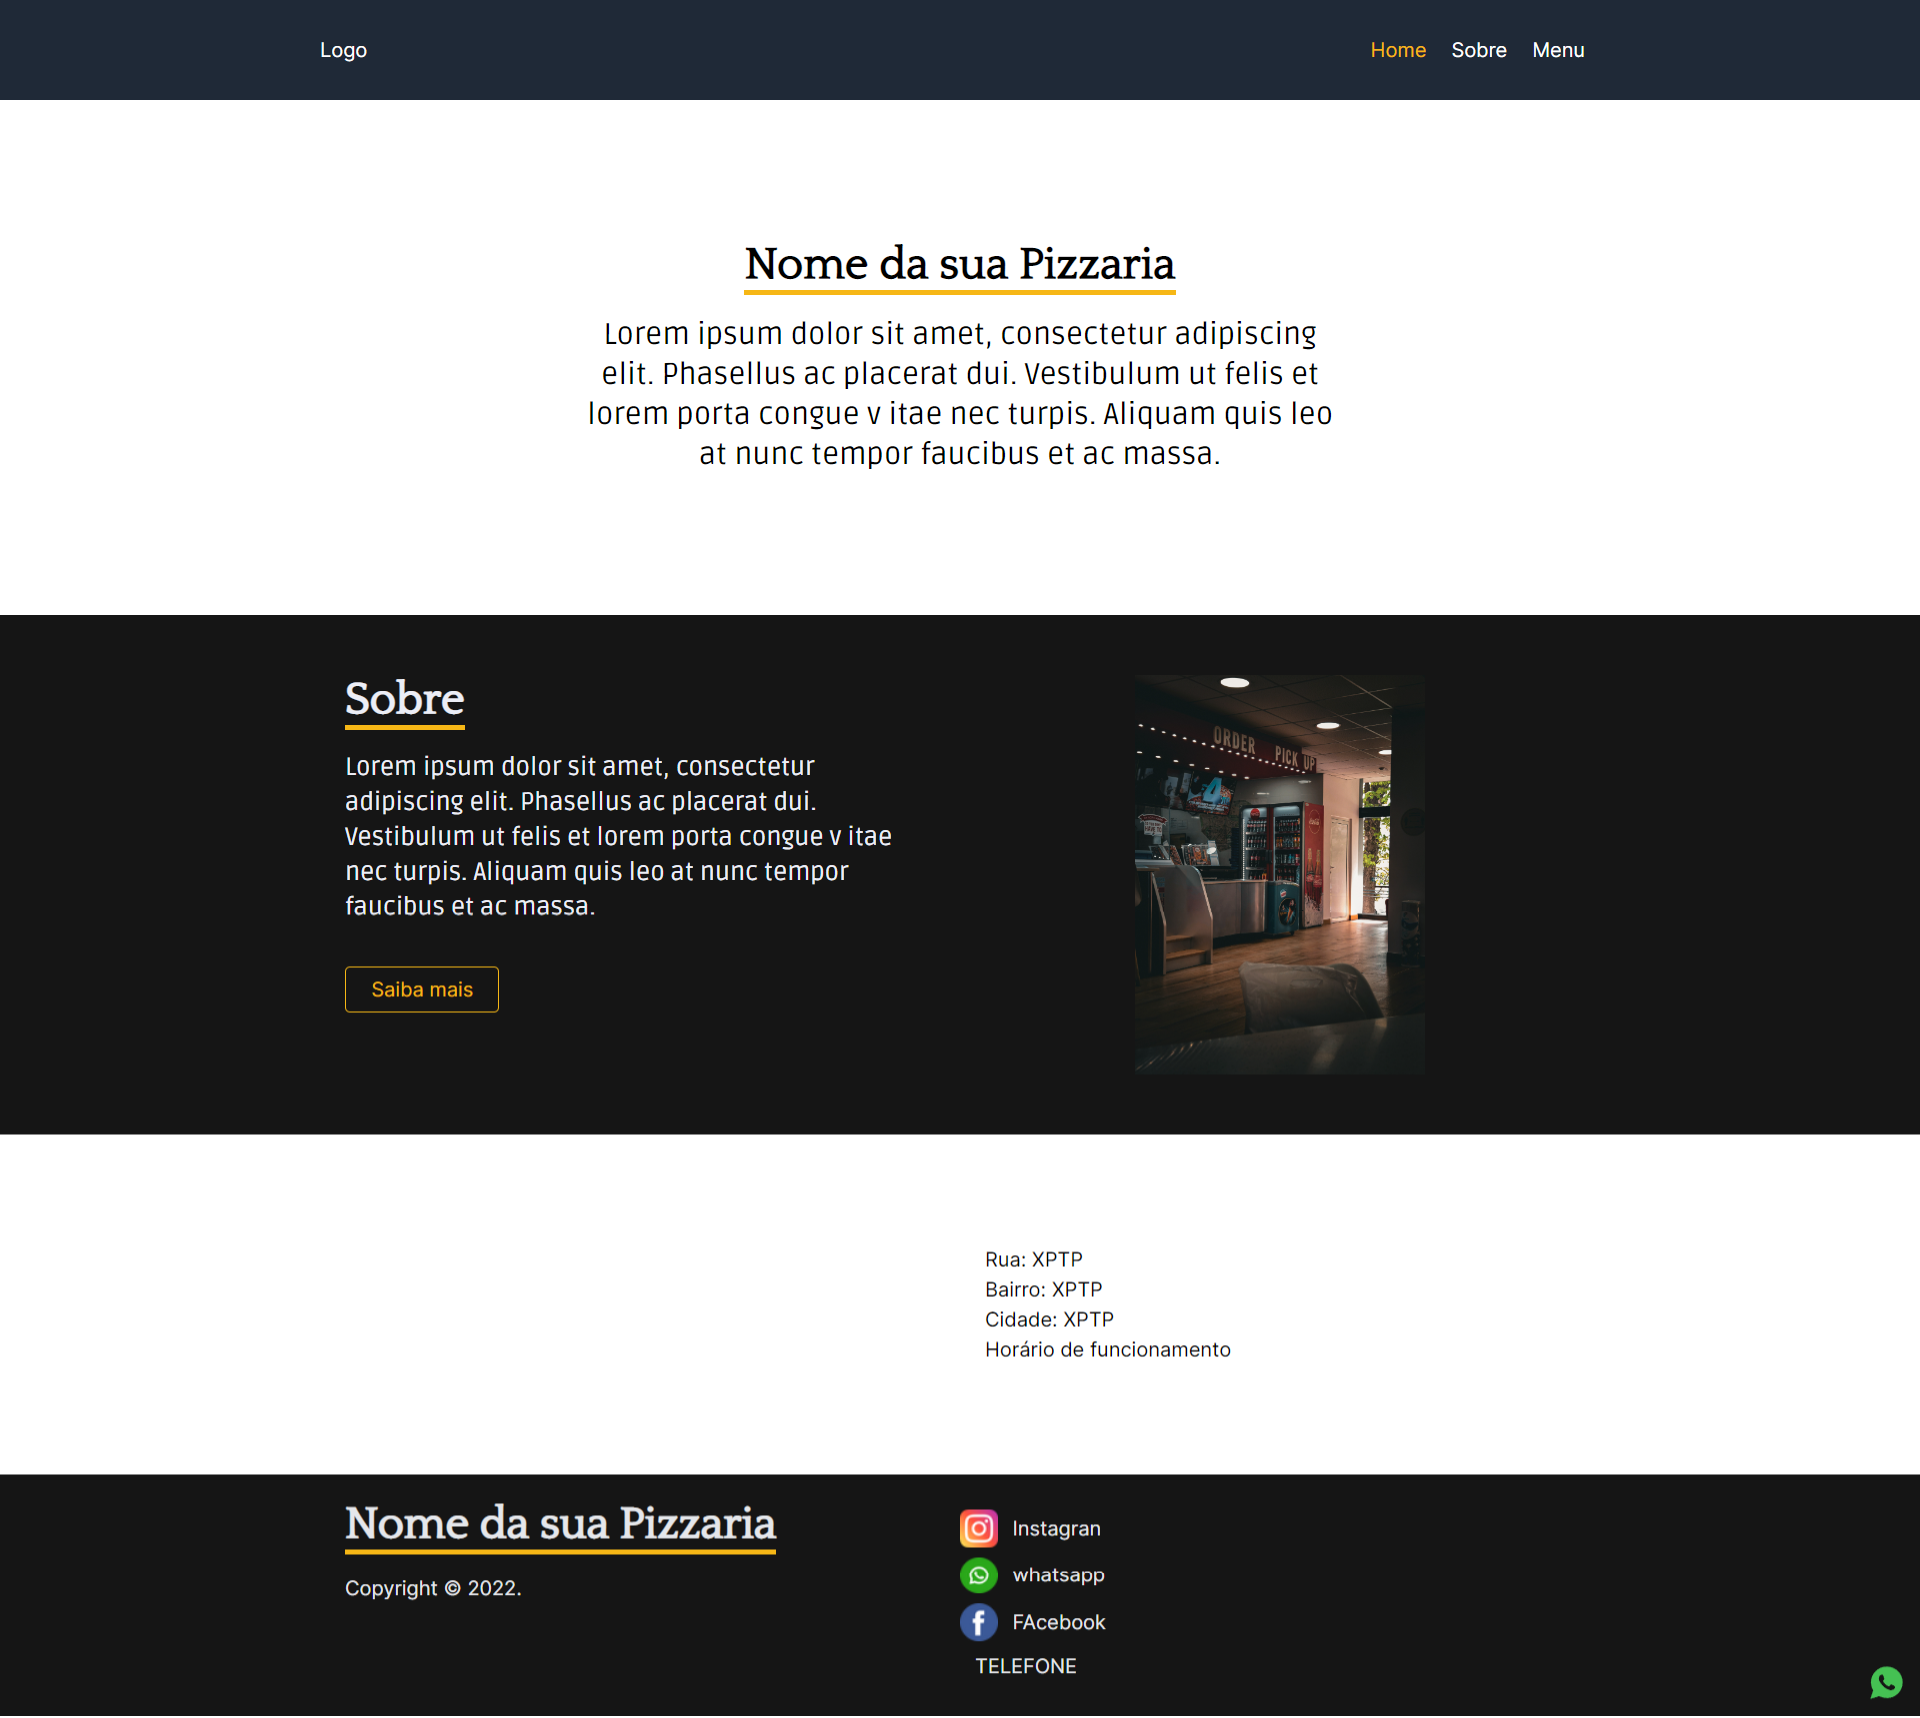 Logo
Home Sobre Menu
Nome da sua Pizzaria
Lorem ipsum dolor sit amet, consectetur adipiscing
elit. Phasellus ac placerat dui. Vestibulum ut felis et
lorem porta congue v itae nec turpis. Aliquam quis leo
at nunc tempor faucibus et ac massa.
Sobre
Lorem ipsum dolor sit amet, consectetur
adipiscing elit. Phasellus ac placerat dui.
Vestibulum ut felis et lorem porta congue v itae
nec turpis. Aliquam quis leo at nunc tempor
faucibus et ac massa.
Saiba mais
ORDER PICK UP
Rua: XPTP
Bairro: XPTP
Cidade: XPTP
Horário de funcionamento
Nome da sua Pizzaria
Copyright © 2022.
Instagran
whatsapp
FAcebook
TELEFONE